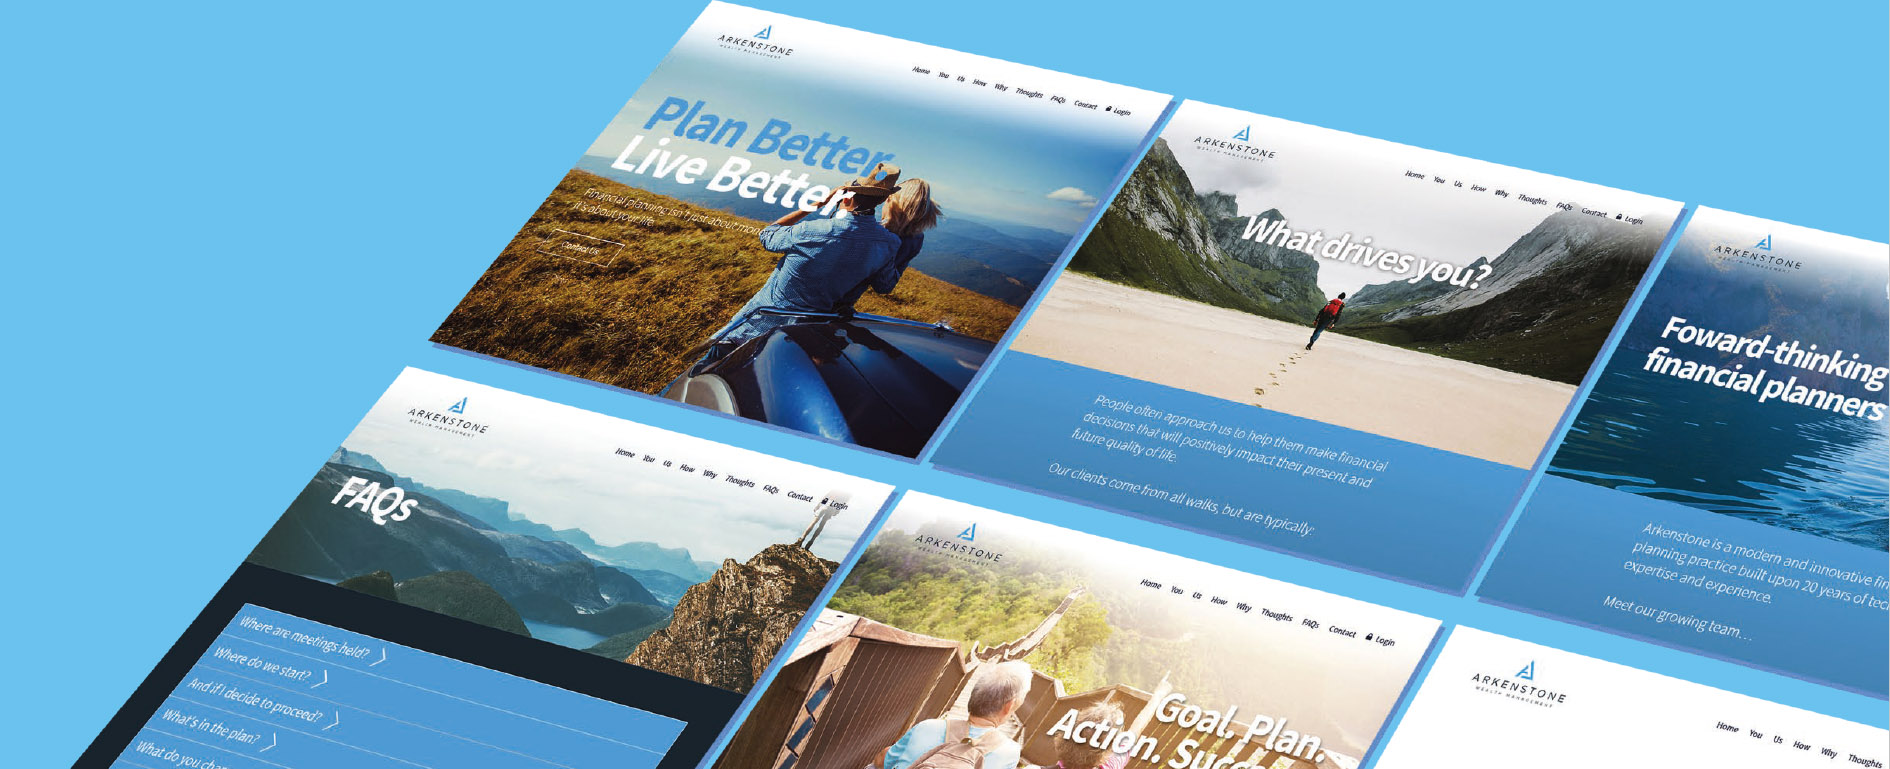 ARKENSTONE
WEALTH MANAGEMENT
Home You Us How Why Thoughts FAQs Contact Login
Plan Better.
Live Better.
Financial planning isn't just about money,
it's about your life.
Contact Us
ARKENSTONE
WEALTH MANAGEMENT
Home You Us How Why Thoughts FAQs Contact Login
What drives you?
People often approach us to help them make financial
decisions that will positively impact their present and
future quality of life.
Our clients come from all walks, but are typically:
ARKENSTONE
WEALTH MANAGEMENT
Foward-thinking
financial planners
Arkenstone is a modern and innovative fin
planning practice built upon 20 years of tec
expertise and experience.
Meet our growing team...
ARKENSTONE
WEALTH MANAGEMENT
Home You Us How Why Thoughts FAQs Contact Login
FAQs
Where are meetings held?
Where do we start?
And if I decide to proceed?
What's in the plan?
What do you char
ARKENSTONE
WEALTH MANAGEMENT
Home You Us How Why Thoughts FAQs Contact Login
Goal. Plan.
Action. Succe
ARKENSTONE
WEALTH MANAGEMENT
Home You Us How Why Thoughts